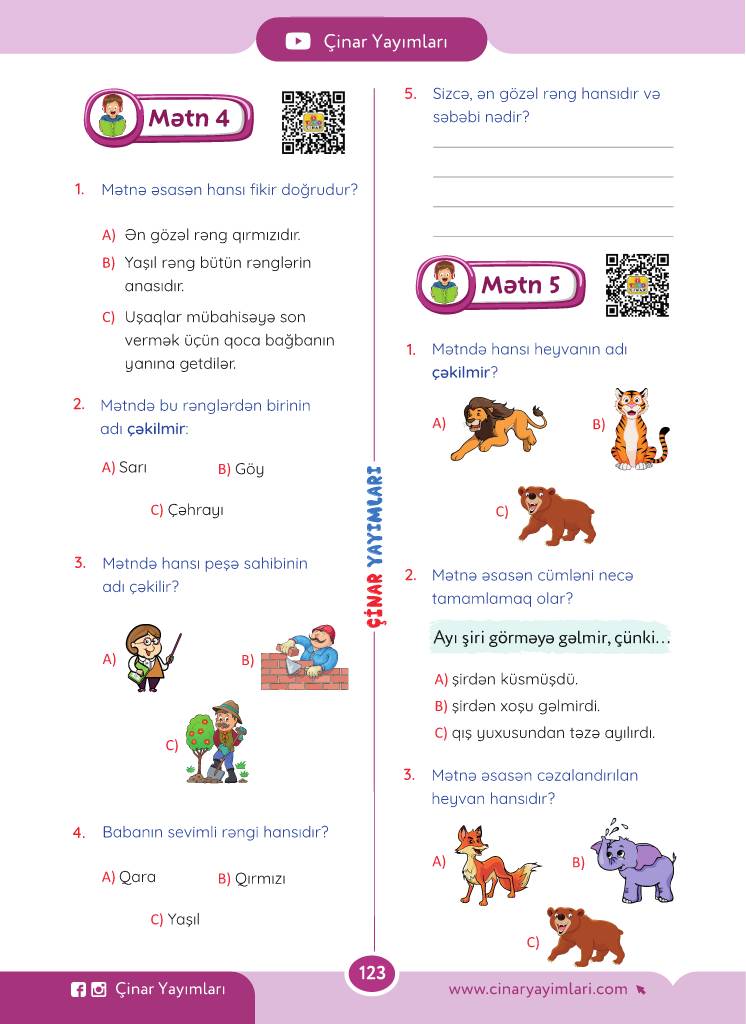 Çinar Yayımları
Mətn 4
1. Mətnə əsasən hansı fikir doğrudur?
A) Ən gözəl rəng qırmızıdır.
B) Yaşıl rəng bütün rənglərin
anasıdır.
C) Uşaqlar mübahisəyə son
vermək üçün qoca bağbanın
yanına getdilər.
2. Mətndə bu rənglərdən birinin
adı çəkilmir:
A) Sarı
B) Göy
C) Çəhrayı
3. Mətndə hansı peşə sahibinin
adı çəkilir?
A)
B)
C)
4. Babanın sevimli rəngi hansıdır?
A) Qara
B) Qırmızı
C) Yaşıl
ÇİNAR YAYIMLARI
5. Sizcə, ən gözəl rəng hansıdır və
səbəbi nədir?
Mətn 5
1. Mətndə hansı heyvanın adı
çəkilmir?
A)
B)
C)
2. Mətnə əsasən cümləni necə
tamamlamaq olar?
Ayı şiri görməyə gəlmir, çünki...
A) şirdən küsmüşdü.
B) şirdən xoşu gəlmirdi.
C) qış yuxusundan təzə ayılırdı.
3. Mətnə əsasən cəzalandırılan
heyvan hansıdır?
A)
B)
C)
Çinar Yayımları
123
www.cinaryayimlari.com